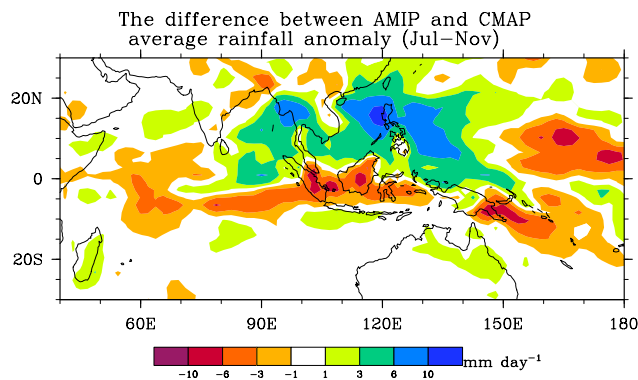 The difference between AMIP and CMAP
average rainfall anomaly (Jul−Nov)
20N
0
20S
60E 90E 120E 150E 180
−10 −6 −3 −1 1 3 6 10 mm day⁻¹